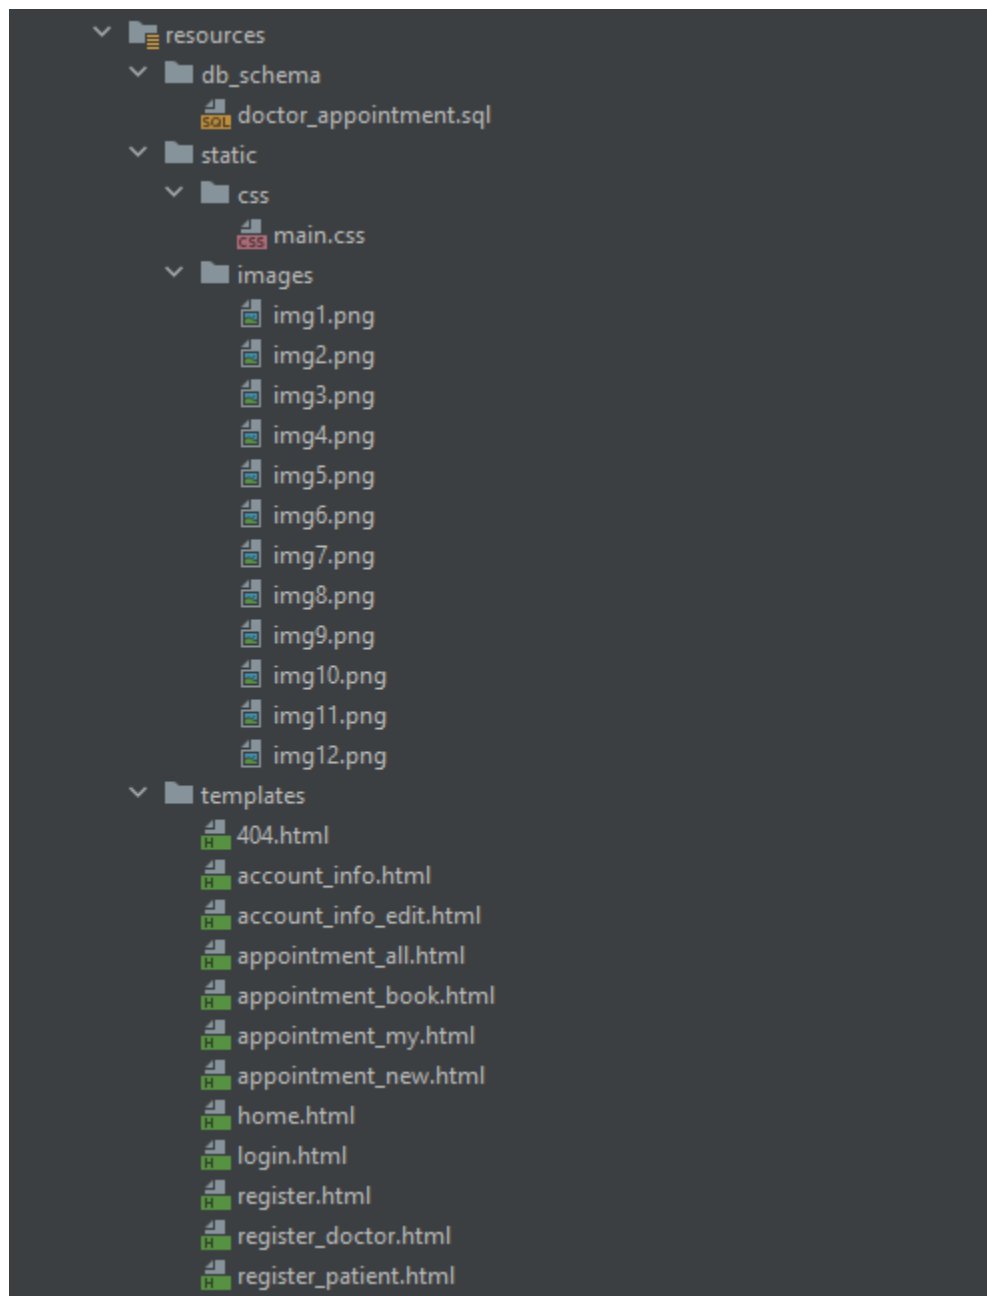 resources
db_schema
SQL doctor_appointment.sql
static
css
CSS main.css
images
img1.png
img2.png
img3.png
img4.png
img5.png
img6.png
img7.png
img8.png
img9.png
img10.png
img11.png
img12.png
templates
H 404.html
H account_info.html
H account_info_edit.html
H appointment_all.html
H appointment_book.html
H appointment_my.html
H appointment_new.html
H home.html
H login.html
H register.html
H register_doctor.html
H register_patient.html